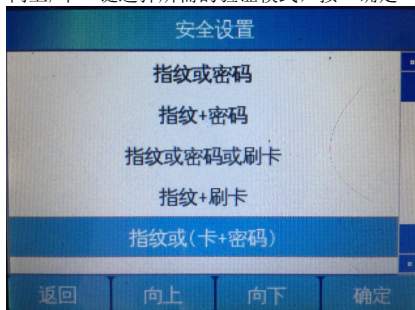 安全设置
指纹或密码
指纹+密码
指纹或密码或刷卡
指纹+刷卡
指纹或(卡+密码)
返回
向上
向下
确定